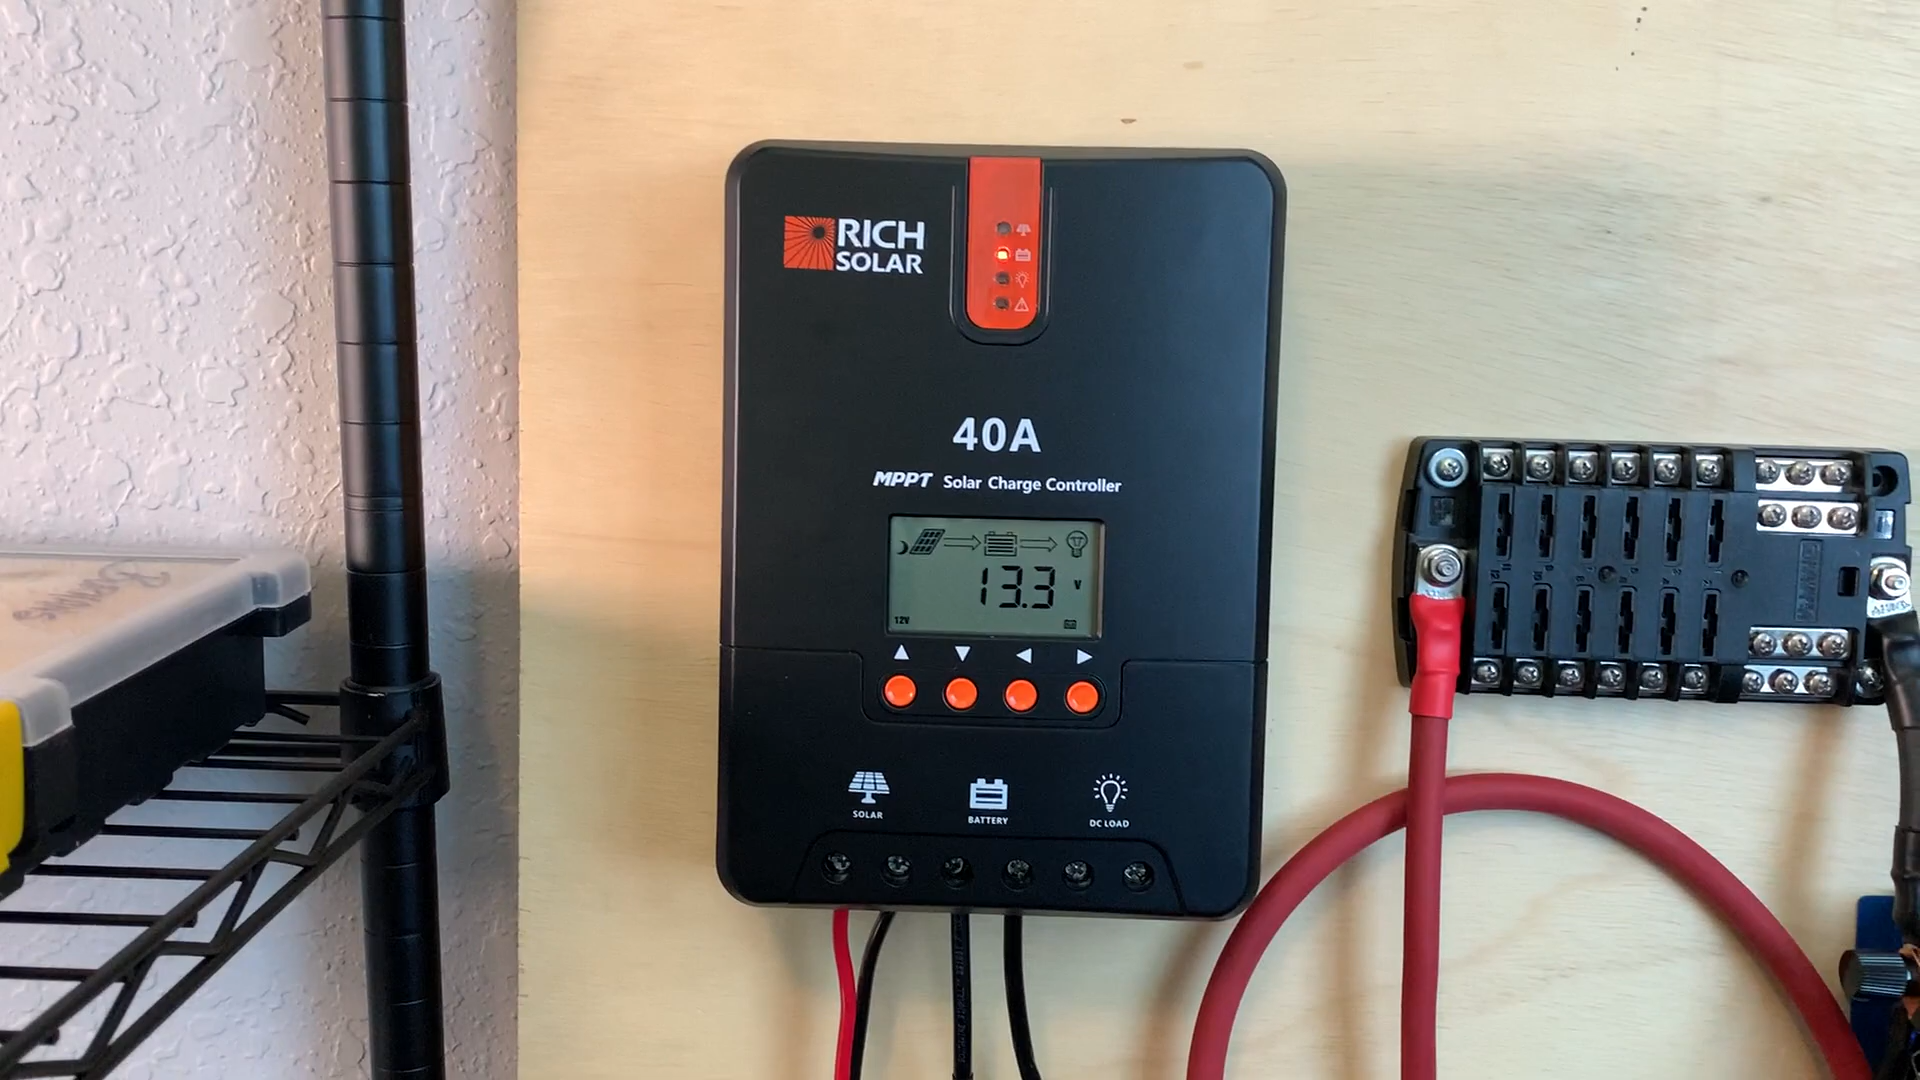 RICH
SOLAR
40A
MPPT Solar Charge Controller
13.3 V
12V
SOLAR
BATTERY
DC LOAD